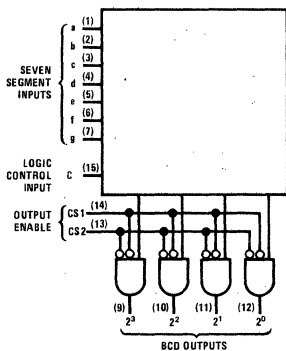 a (1)
b (2)
c (3)
d (4)
e (5)
f (6)
g (7)
SEVEN
SEGMENT
INPUTS
LOGIC
CONTROL
INPUT
C (15)
OUTPUT
ENABLE
CS1 (14)
CS2 (13)
(9) (10) (11) (12)
2³ 2² 2¹ 2⁰
BCD OUTPUTS